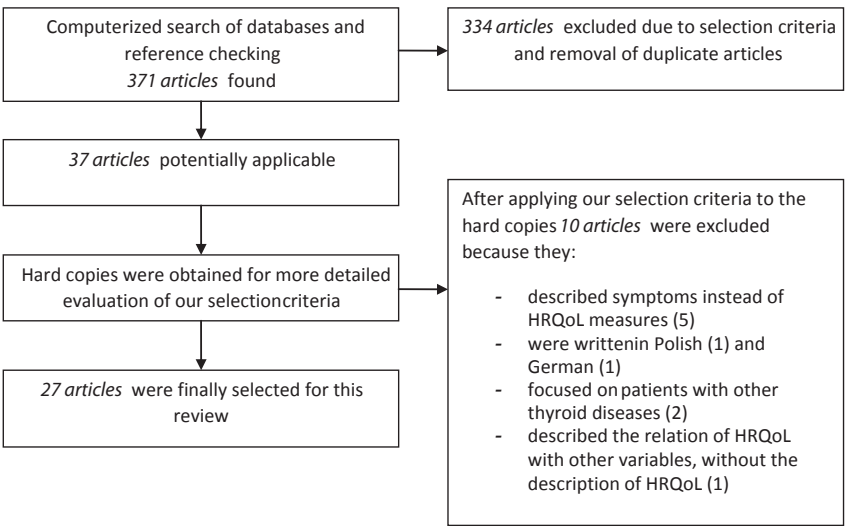 Computerized search of databases and
reference checking
371 articles found
334 articles excluded due to selection criteria
and removal of duplicate articles
37 articles potentially applicable
Hard copies were obtained for more detailed
evaluation of our selectioncriteria
After applying our selection criteria to the
hard copies 10 articles were excluded
because they:
- described symptoms instead of
HRQoL measures (5)
- were writtenin Polish (1) and
German (1)
- focused on patients with other
thyroid diseases (2)
- described the relation of HRQoL
with other variables, without the
description of HRQoL (1)
27 articles were finally selected for this
review